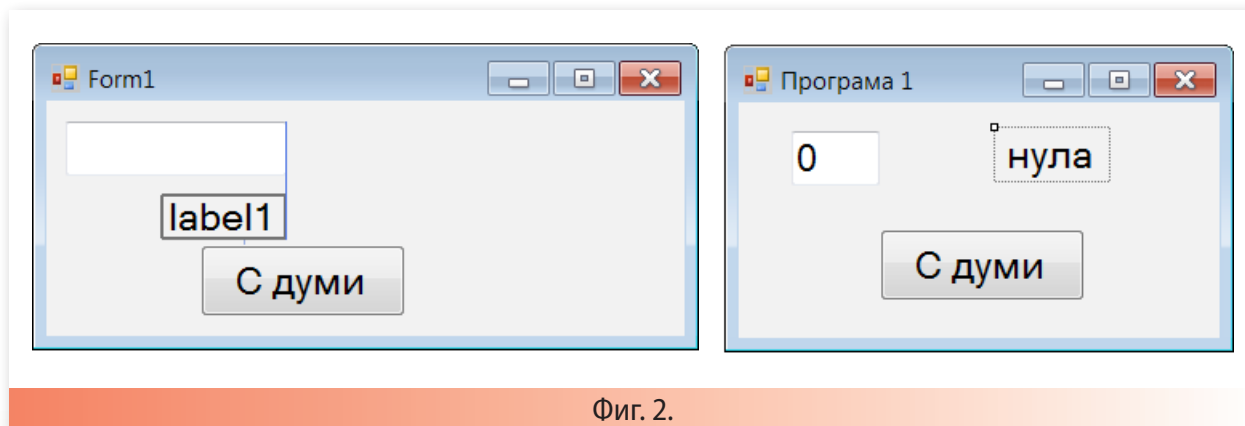 Form1
label1
С думи
Програма 1
0
нула
С думи
Фиг. 2.